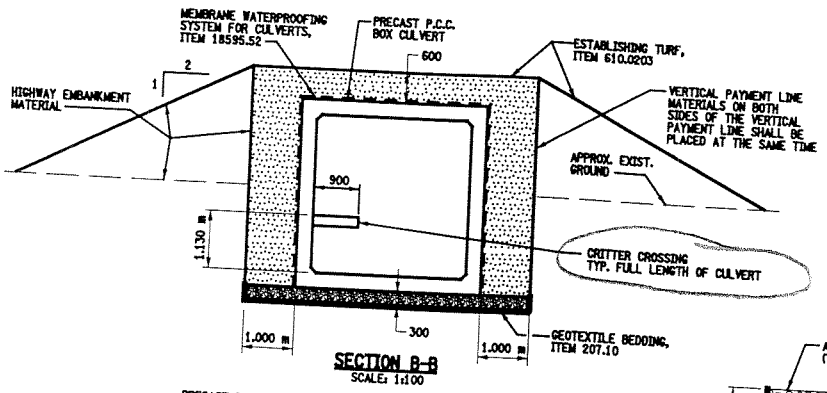 MEMBRANE WATERPROOFING
SYSTEM FOR CULVERTS,
ITEM 18595.52
PRECAST P.C.C.
BOX CULVERT
600
ESTABLISHING TURF,
ITEM 610.0203
2
1
HIGHWAY EMBANKMENT
MATERIAL
VERTICAL PAYMENT LINE
MATERIALS ON BOTH
SIDES OF THE VERTICAL
PAYMENT LINE SHALL BE
PLACED AT THE SAME TIME
APPROX. EXIST.
GROUND
900
1.130 m
CRITTER CROSSING
TYP. FULL LENGTH OF CULVERT
300
1.000 m
1.000 m
GEOTEXTILE BEDDING,
ITEM 207.10
SECTION B-B
SCALE: 1:100